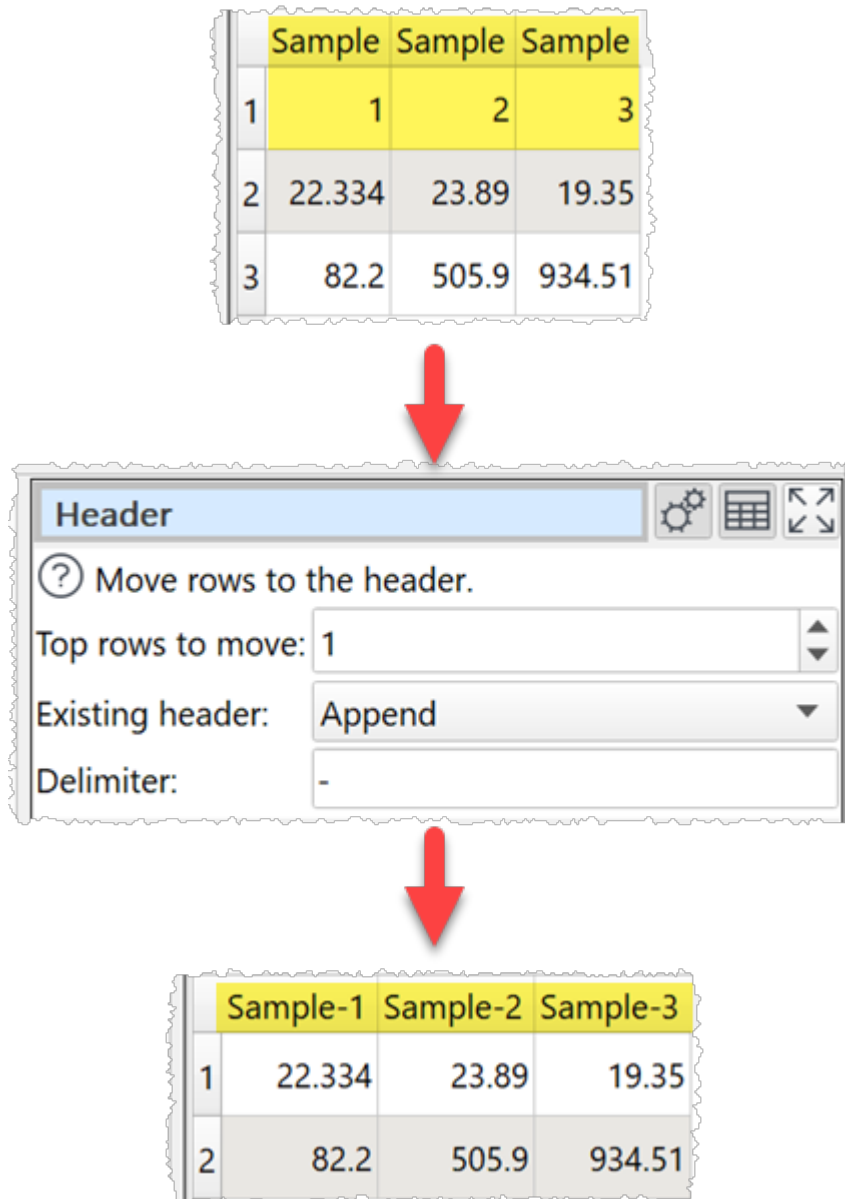 Sample Sample Sample
1 1 2 3
2 22.334 23.89 19.35
3 82.2 505.9 934.51
Header
? Move rows to the header.
Top rows to move: 1
Existing header: Append
Delimiter: -
Sample-1 Sample-2 Sample-3
1 22.334 23.89 19.35
2 82.2 505.9 934.51